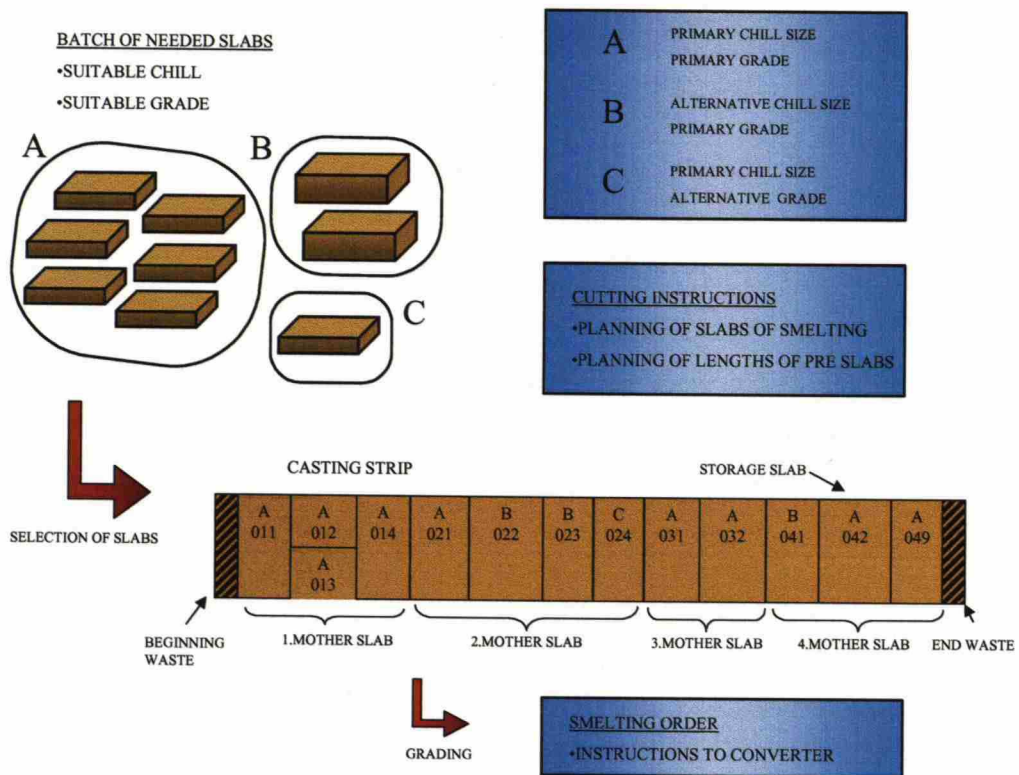 BATCH OF NEEDED SLABS
•SUITABLE CHILL
•SUITABLE GRADE
A
B
C
A
PRIMARY CHILL SIZE
PRIMARY GRADE
B
ALTERNATIVE CHILL SIZE
PRIMARY GRADE
C
PRIMARY CHILL SIZE
ALTERNATIVE GRADE
CUTTING INSTRUCTIONS
•PLANNING OF SLABS OF SMELTING
•PLANNING OF LENGTHS OF PRE SLABS
SELECTION OF SLABS
CASTING STRIP
STORAGE SLAB
A
011
A
012
A
013
A
014
A
021
B
022
B
023
C
024
A
031
A
032
B
041
A
042
A
049
BEGINNING
WASTE
1.MOTHER SLAB
2.MOTHER SLAB
3.MOTHER SLAB
4.MOTHER SLAB
END WASTE
GRADING
SMELTING ORDER
•INSTRUCTIONS TO CONVERTER